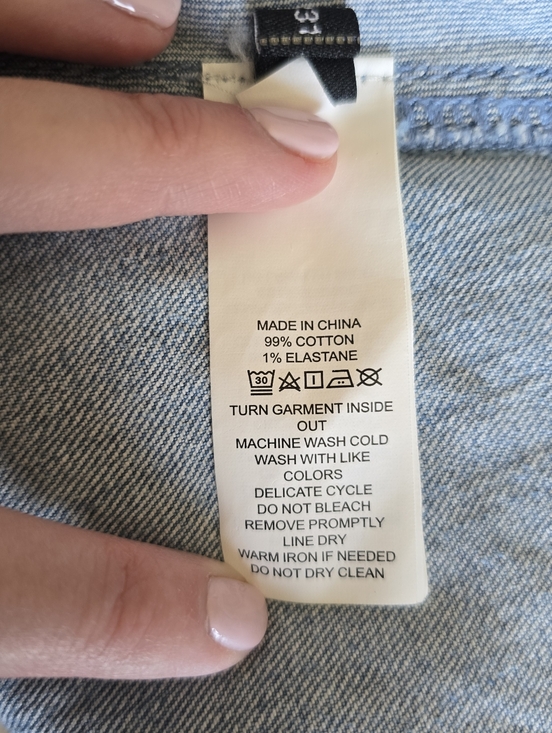 31
MADE IN CHINA
99% COTTON
1% ELASTANE
30
TURN GARMENT INSIDE
OUT
MACHINE WASH COLD
WASH WITH LIKE
COLORS
DELICATE CYCLE
DO NOT BLEACH
REMOVE PROMPTLY
LINE DRY
WARM IRON IF NEEDED
DO NOT DRY CLEAN